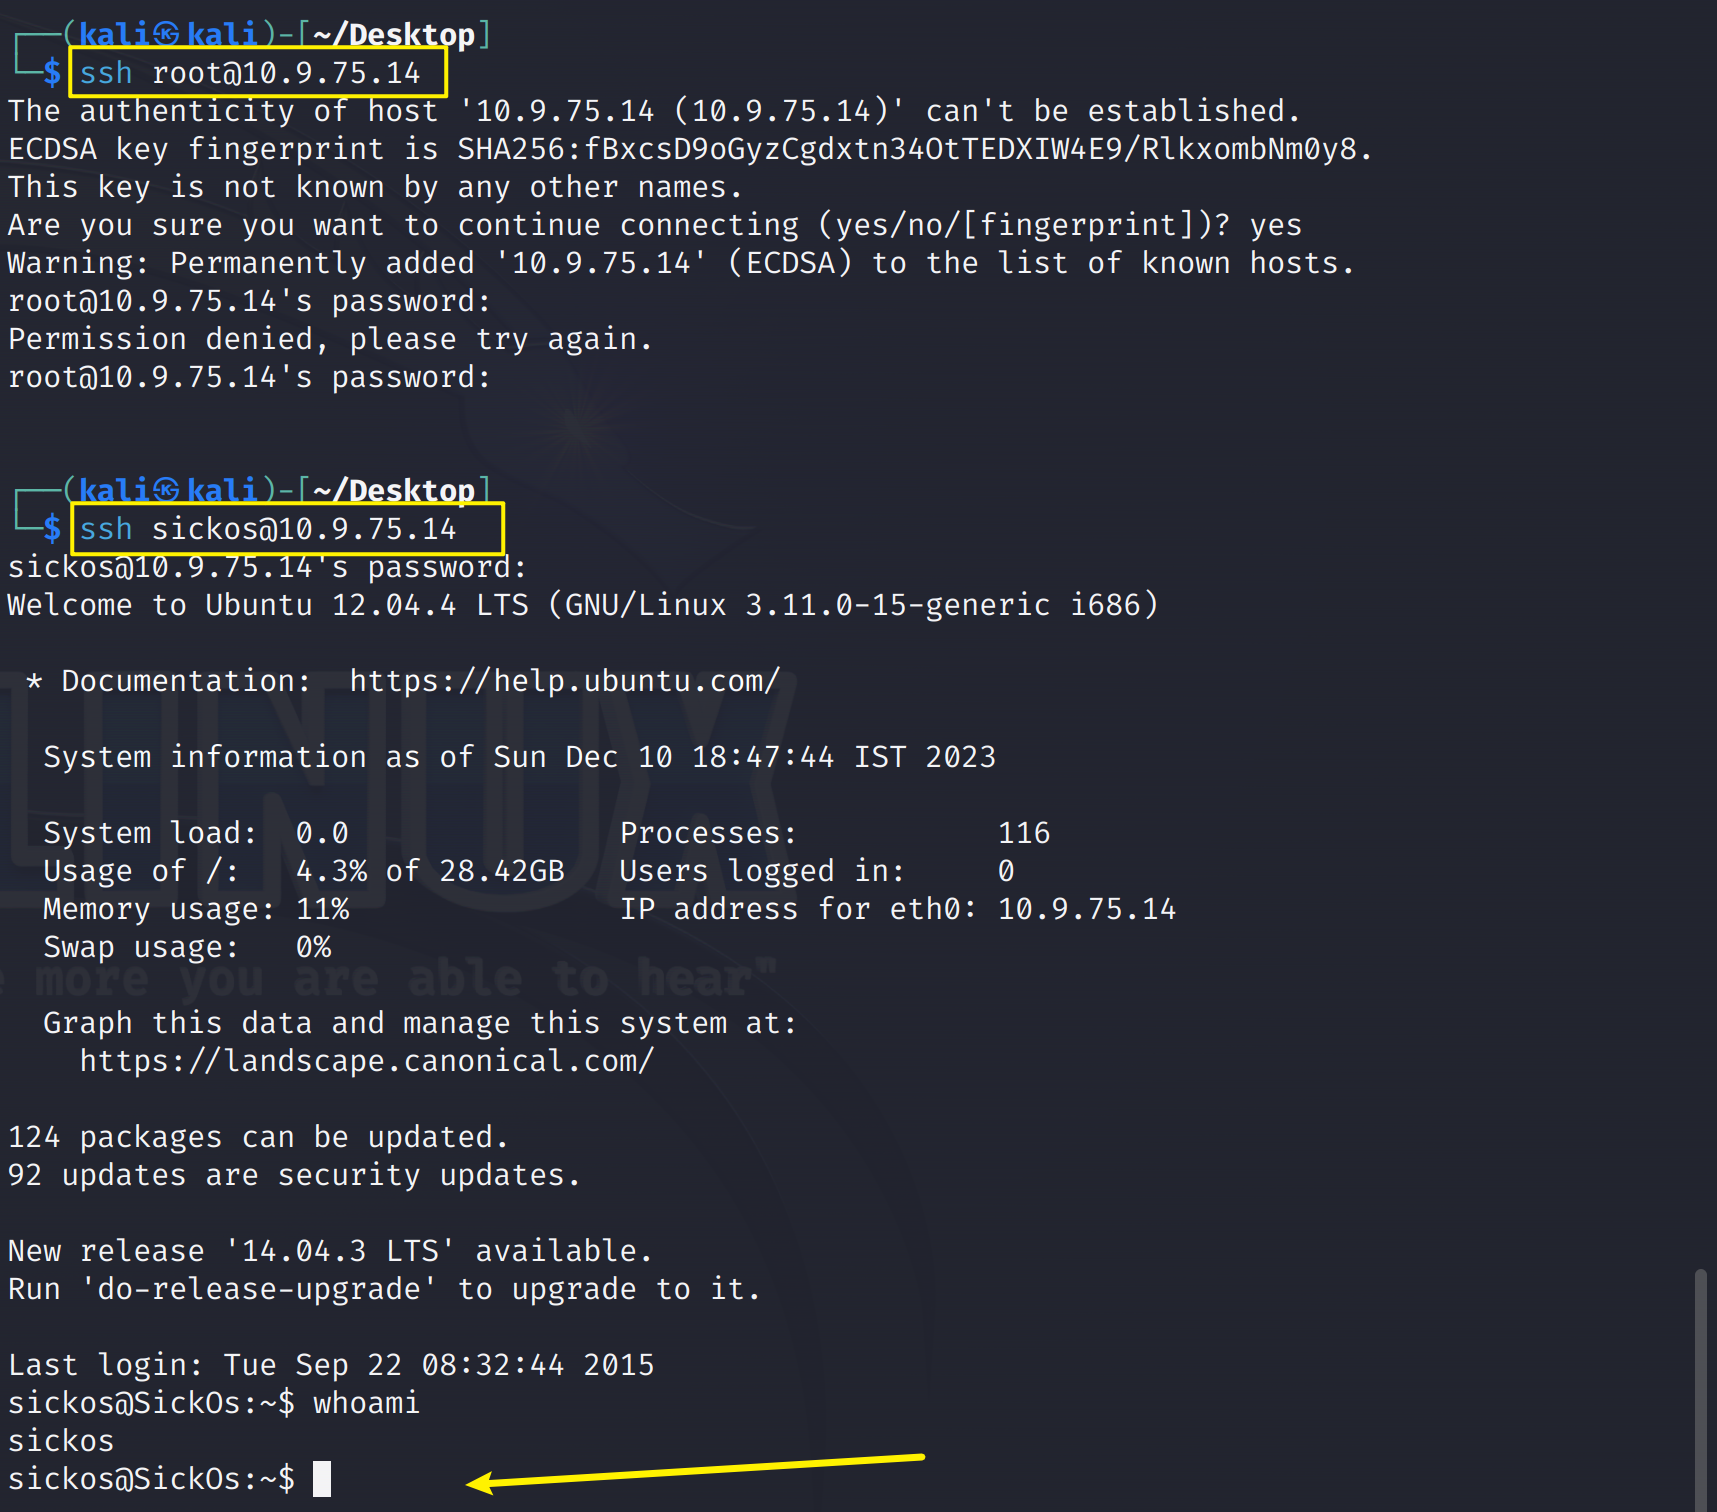 ┌──(kali㉿kali)-[~/Desktop]
└─$ ssh root@10.9.75.14
The authenticity of host '10.9.75.14 (10.9.75.14)' can't be established.
ECDSA key fingerprint is SHA256:fBxcsD9oGyzCgdxtn34OtTEDXIW4E9/RlkxombNm0y8.
This key is not known by any other names.
Are you sure you want to continue connecting (yes/no/[fingerprint])? yes
Warning: Permanently added '10.9.75.14' (ECDSA) to the list of known hosts.
root@10.9.75.14's password:
Permission denied, please try again.
root@10.9.75.14's password:
┌──(kali㉿kali)-[~/Desktop]
└─$ ssh sickos@10.9.75.14
sickos@10.9.75.14's password:
Welcome to Ubuntu 12.04.4 LTS (GNU/Linux 3.11.0-15-generic i686)
* Documentation:  https://help.ubuntu.com/
System information as of Sun Dec 10 18:47:44 IST 2023
System load:  0.0               Processes:           116
Usage of /:   4.3% of 28.42GB   Users logged in:     0
Memory usage: 11%               IP address for eth0: 10.9.75.14
Swap usage:   0%
LINUX
more you are able to hear"
Graph this data and manage this system at:
https://landscape.canonical.com/
124 packages can be updated.
92 updates are security updates.
New release '14.04.3 LTS' available.
Run 'do-release-upgrade' to upgrade to it.
Last login: Tue Sep 22 08:32:44 2015
sickos@SickOs:~$ whoami
sickos
sickos@SickOs:~$